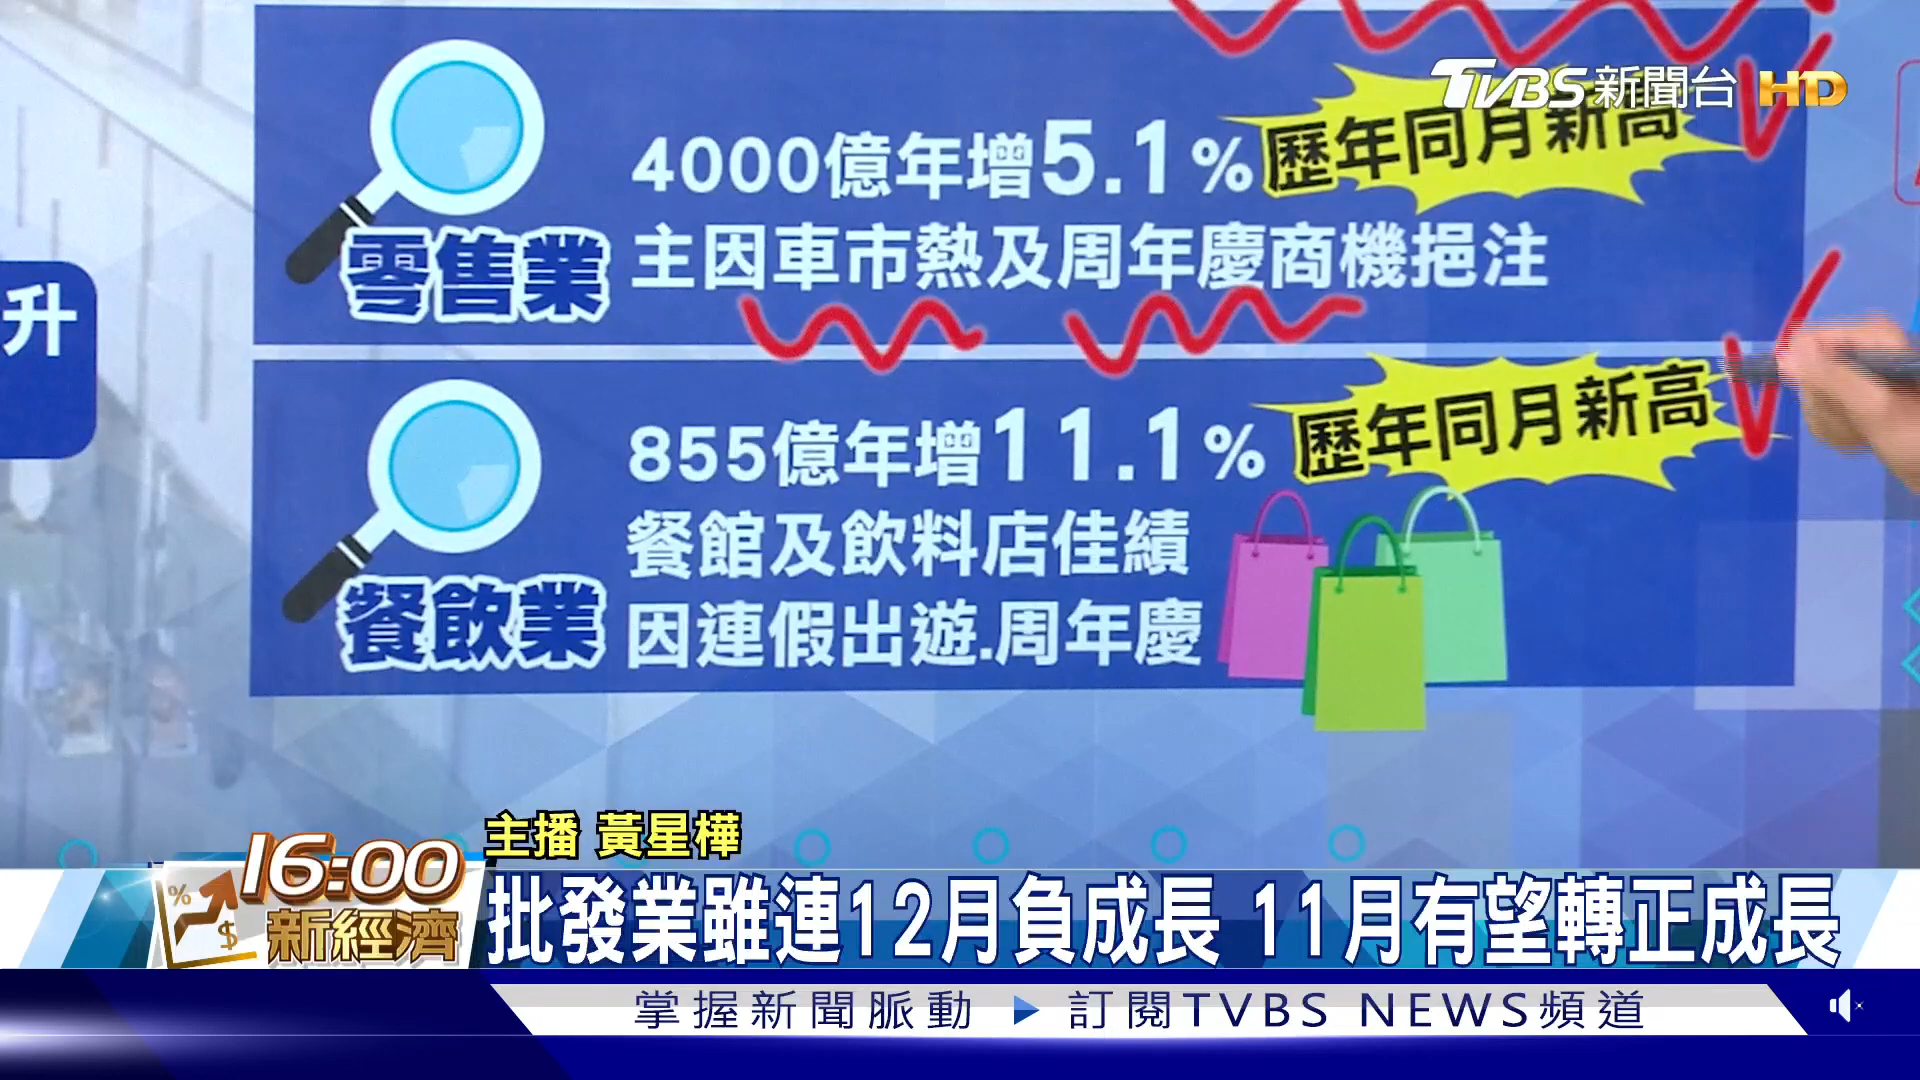 TVBS新聞台 HD
4000億年增5.1%
歷年同月新高
零售業
主因車市熱及周年慶商機挹注
升
855億年增11.1%
歷年同月新高
餐飲業
餐館及飲料店佳績
因連假出遊.周年慶
主播 黃星樺
16:00
% $
新經濟
批發業雖連12月負成長 11月有望轉正成長
掌握新聞脈動 ▶ 訂閱TVBS NEWS頻道